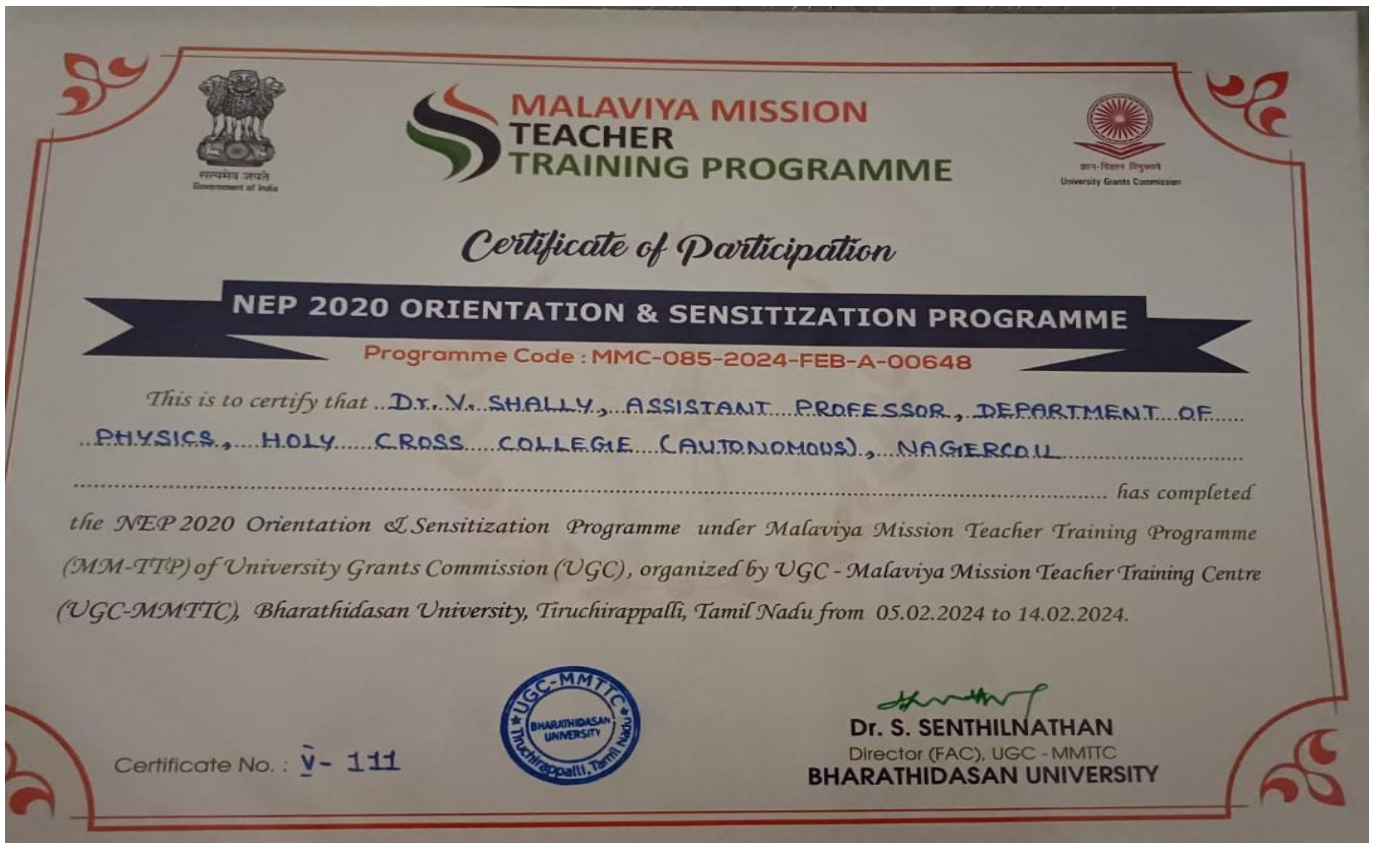 सत्यमेव जयते
Government of India
MALAVIYA MISSION
TEACHER
TRAINING PROGRAMME
ज्ञान-विज्ञान विमुक्तये
University Grants Commission
Certificate of Participation
NEP 2020 ORIENTATION & SENSITIZATION PROGRAMME
Programme Code : MMC-085-2024-FEB-A-00648
This is to certify that Dr. V. SHALLY, ASSISTANT PROFESSOR, DEPARTMENT OF
PHYSICS, HOLY CROSS COLLEGE (AUTONOMOUS), NAGERCOIL
has completed
the NEP 2020 Orientation & Sensitization Programme under Malaviya Mission Teacher Training Programme
(MM-TTP) of University Grants Commission (UGC), organized by UGC - Malaviya Mission Teacher Training Centre
(UGC-MMTTC), Bharathidasan University, Tiruchirappalli, Tamil Nadu from 05.02.2024 to 14.02.2024.
UGC-MMTTC
BHARATHIDASAN
UNIVERSITY
Tiruchirappalli, Tamil Nadu
Dr. S. SENTHILNATHAN
Director (FAC), UGC - MMTTC
BHARATHIDASAN UNIVERSITY
Certificate No. : V- 111